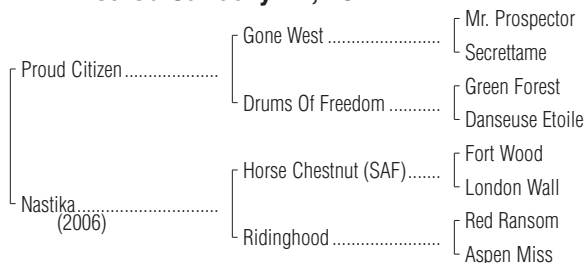 Mr. Prospector
Gone West
Secrettame
Proud Citizen
Green Forest
Drums Of Freedom
Danseuse Etoile
Fort Wood
Horse Chestnut (SAF)
London Wall
Nastika
(2006)
Red Ransom
Ridinghood
Aspen Miss